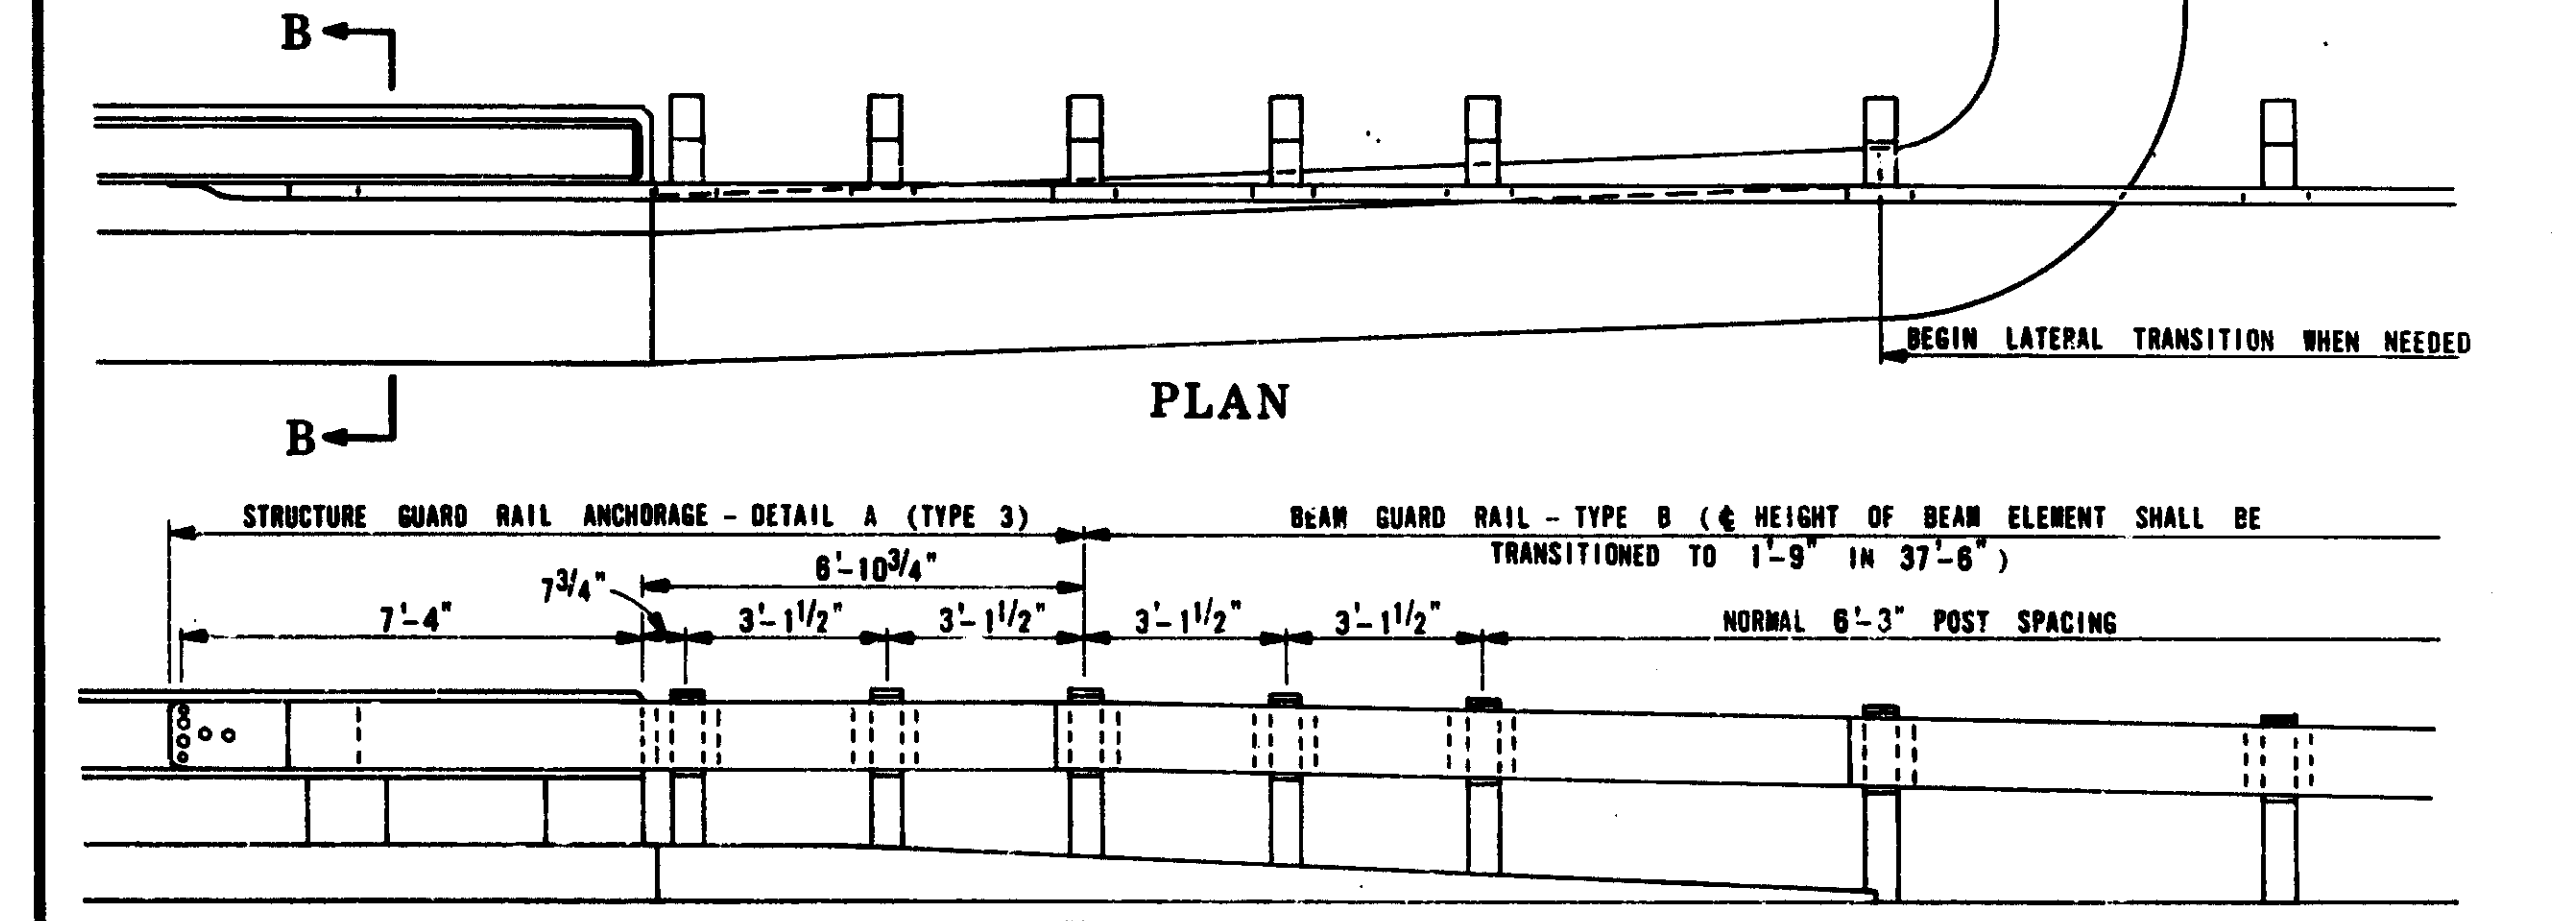 B
BEGIN LATERAL TRANSITION WHEN NEEDED
PLAN
B
STRUCTURE GUARD RAIL ANCHORAGE - DETAIL A (TYPE 3)
BEAM GUARD RAIL - TYPE B (℄ HEIGHT OF BEAM ELEMENT SHALL BE
TRANSITIONED TO 1'-9" IN 37'-6")
6'-10 3/4"
7 3/4"
7'-4"
3'-1 1/2"
3'-1 1/2"
3'-1 1/2"
3'-1 1/2"
NORMAL 6'-3" POST SPACING